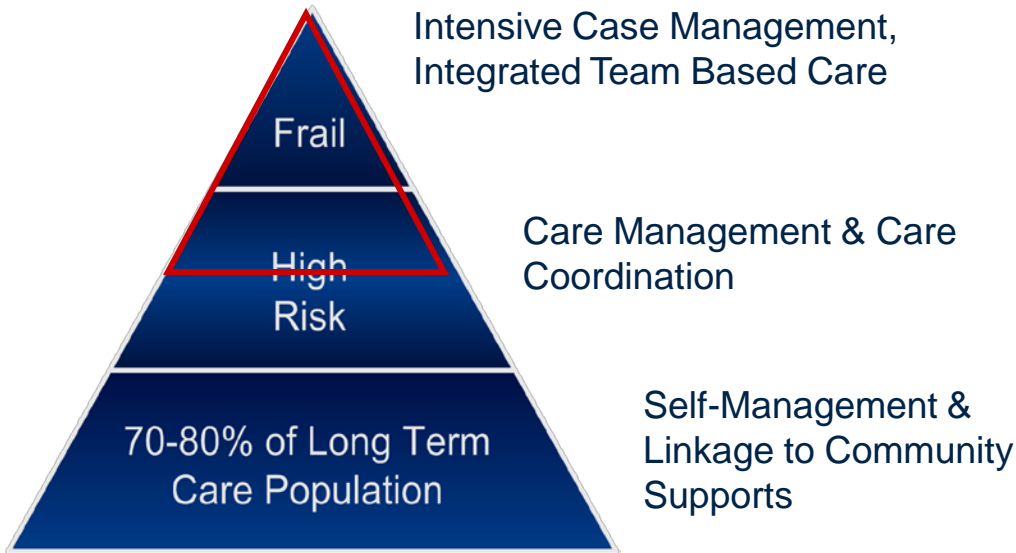 Intensive Case Management,
Integrated Team Based Care
Frail
Care Management & Care
Coordination
High
Risk
Self-Management &
Linkage to Community
Supports
70-80% of Long Term
Care Population